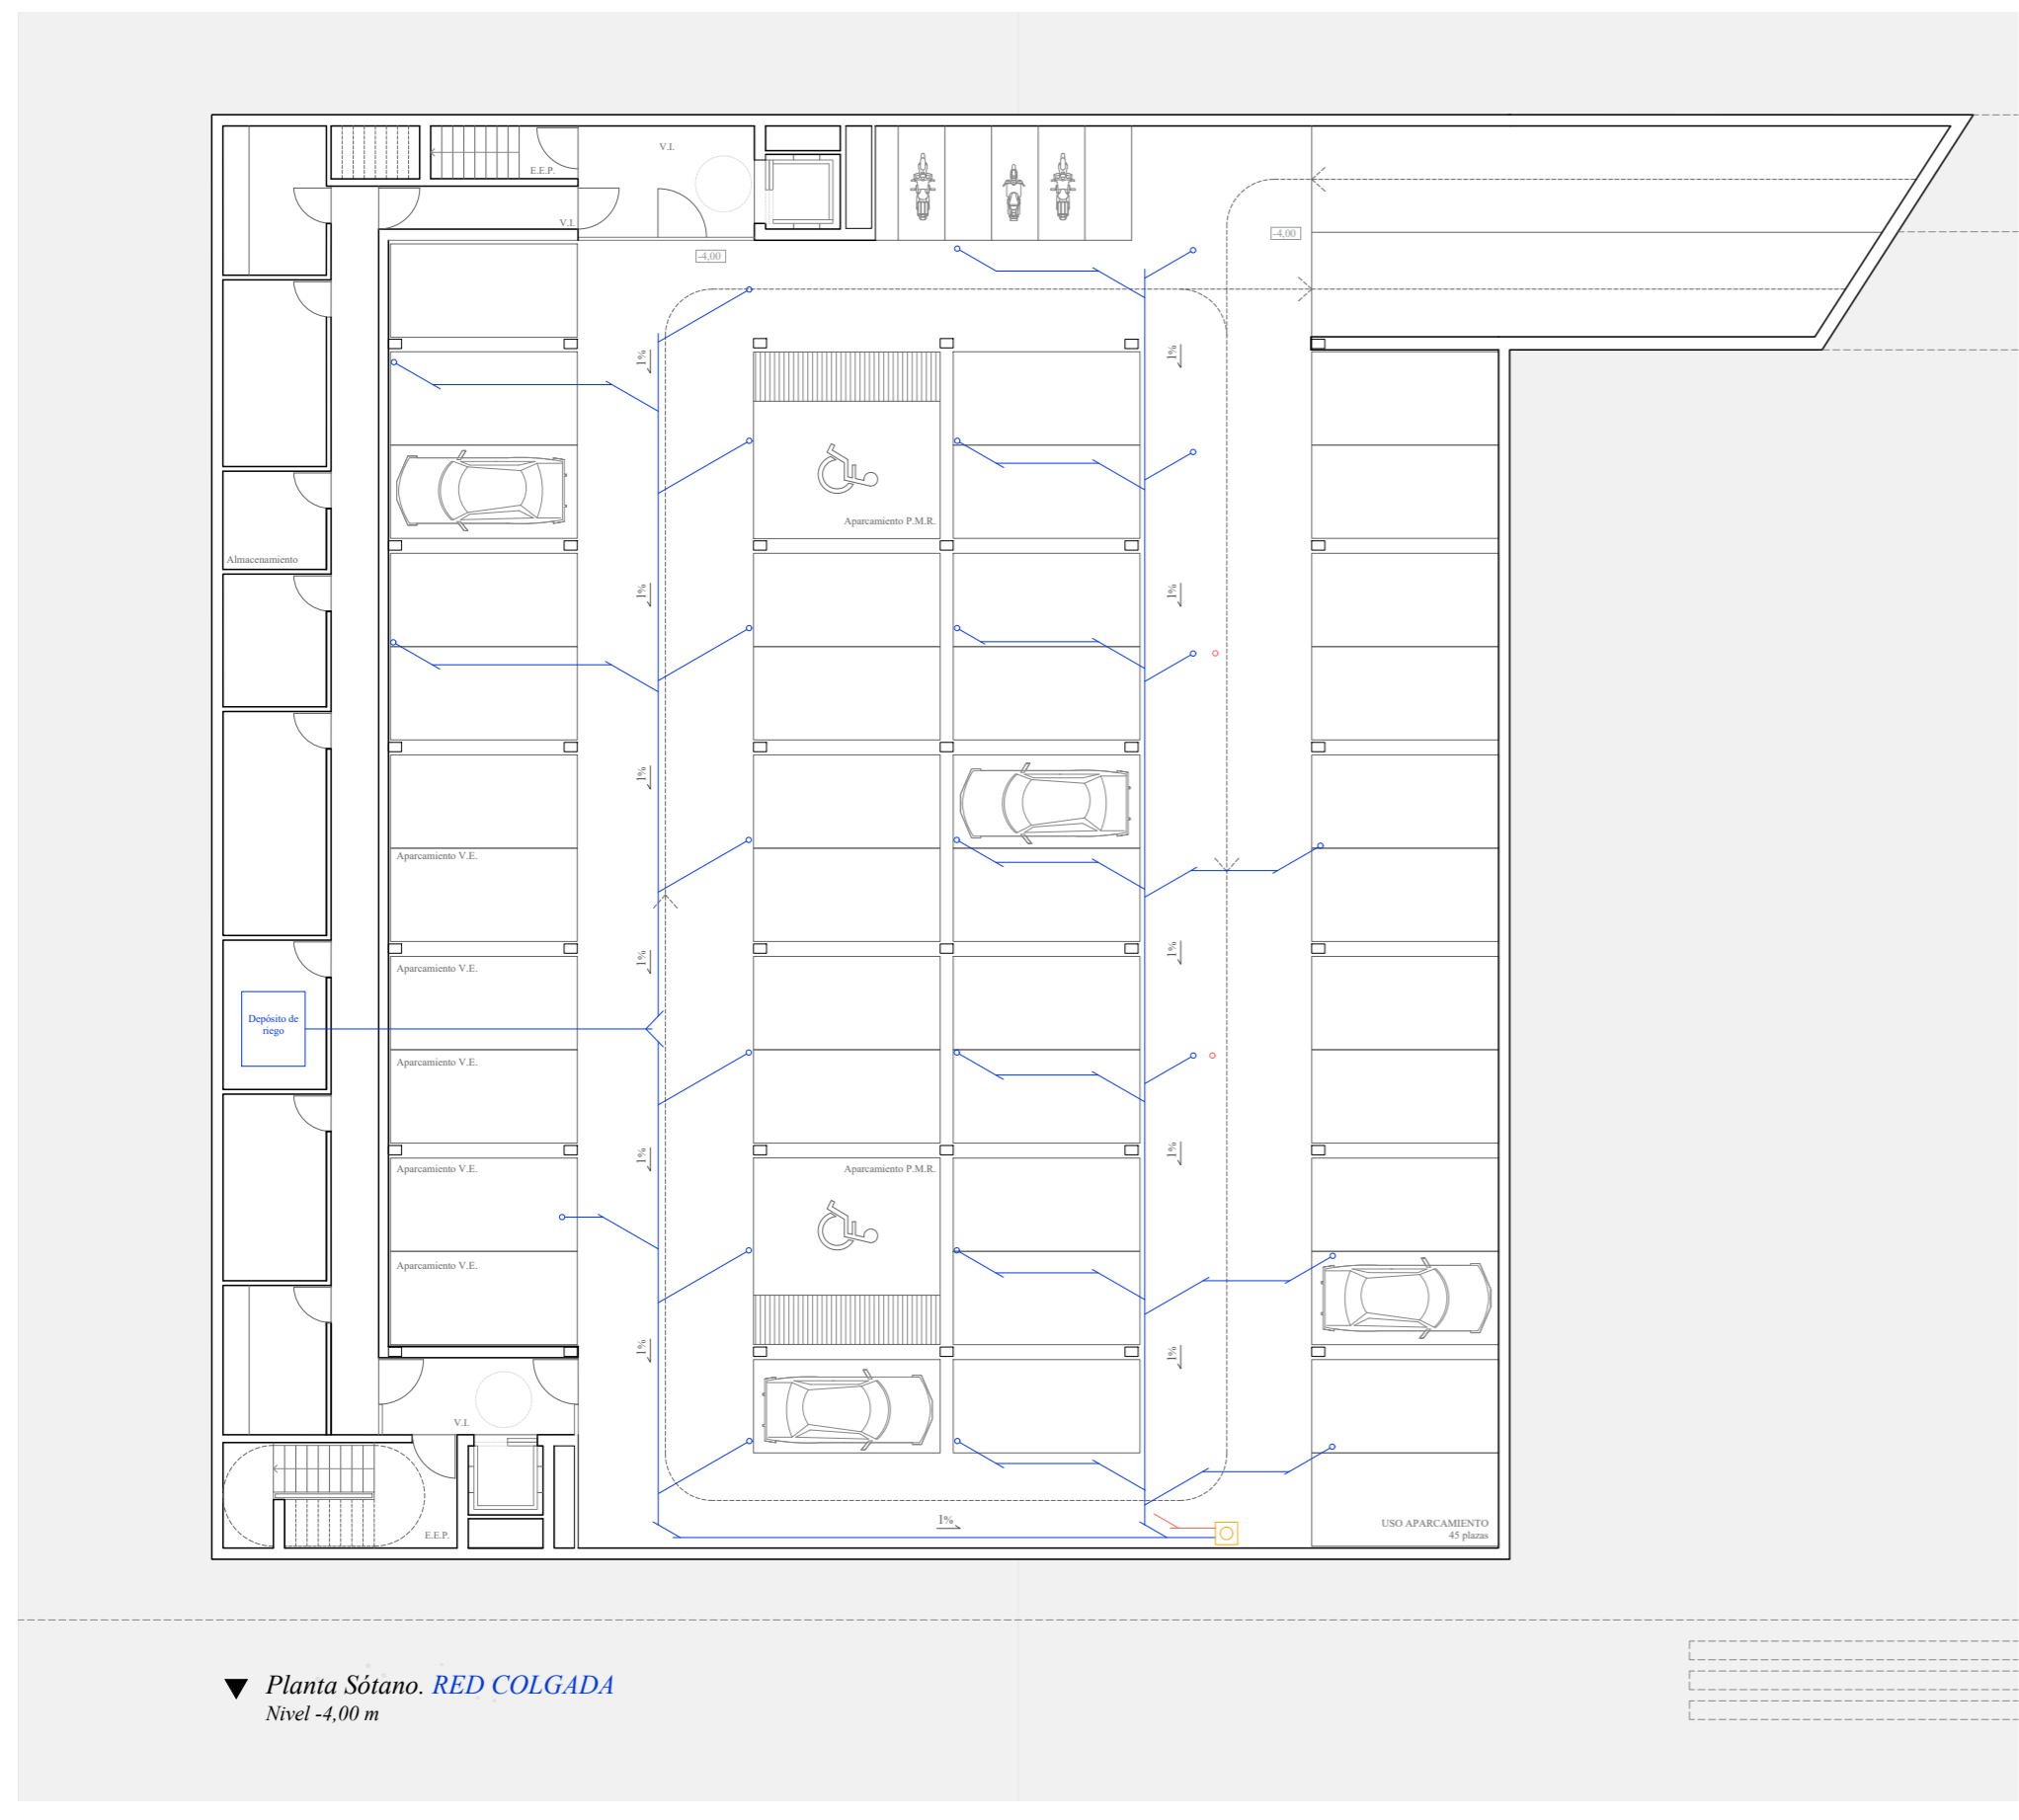 V.I.
E.E.P.
V.I.
-4,00
-4,00
1%
1%
Aparcamiento P.M.R.
Almacenamiento
1%
1%
1%
Aparcamiento V.E.
1%
1%
Aparcamiento V.E.
Depósito de
riego
Aparcamiento V.E.
1%
1%
Aparcamiento V.E.
Aparcamiento P.M.R.
Aparcamiento V.E.
1%
1%
V.I.
1%
USO APARCAMIENTO
45 plazas
E.E.P.
Planta Sótano. RED COLGADA
Nivel -4,00 m